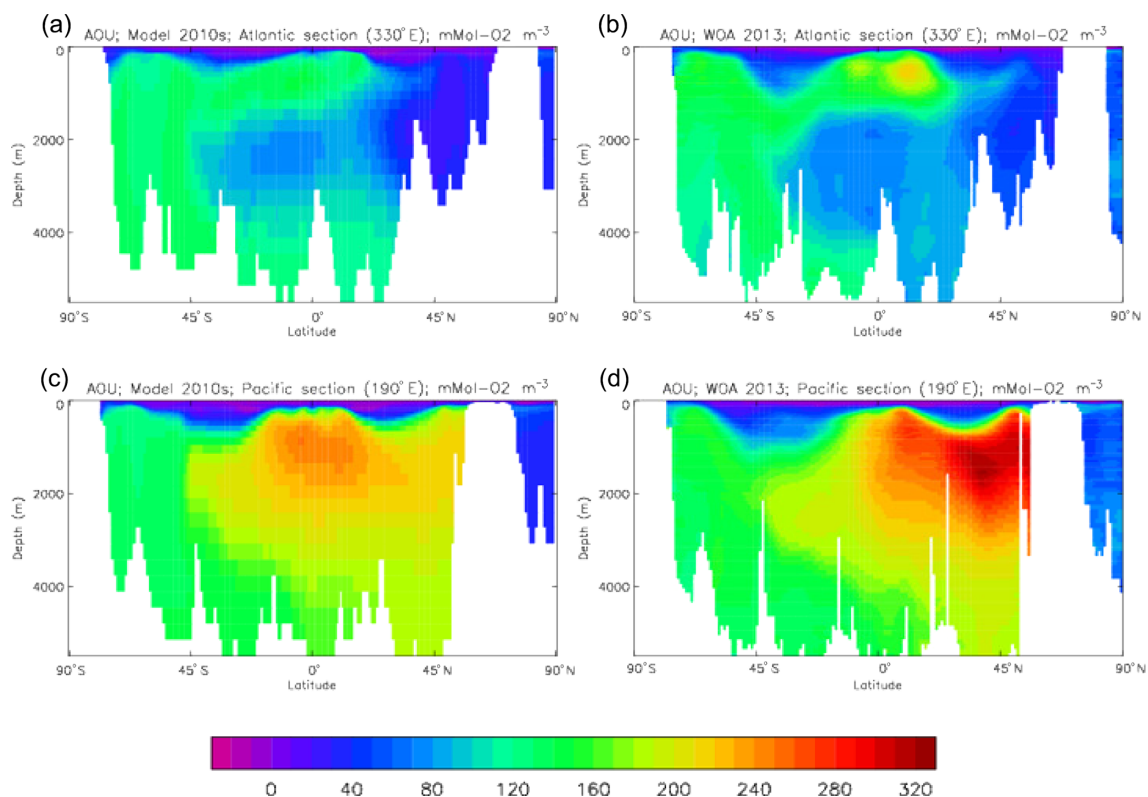 (a)
AOU; Model 2010s; Atlantic section (330°E); mMol-O2 m⁻³
0
2000
4000
Depth (m)
90°S 45°S 0° 45°N 90°N
Latitude
(b)
AOU; WOA 2013; Atlantic section (330°E); mMol-O2 m⁻³
0
2000
4000
Depth (m)
90°S 45°S 0° 45°N 90°N
Latitude
(c)
AOU; Model 2010s; Pacific section (190°E); mMol-O2 m⁻³
0
2000
4000
Depth (m)
90°S 45°S 0° 45°N 90°N
Latitude
(d)
AOU; WOA 2013; Pacific section (190°E); mMol-O2 m⁻³
0
2000
4000
Depth (m)
90°S 45°S 0° 45°N 90°N
Latitude
0 40 80 120 160 200 240 280 320